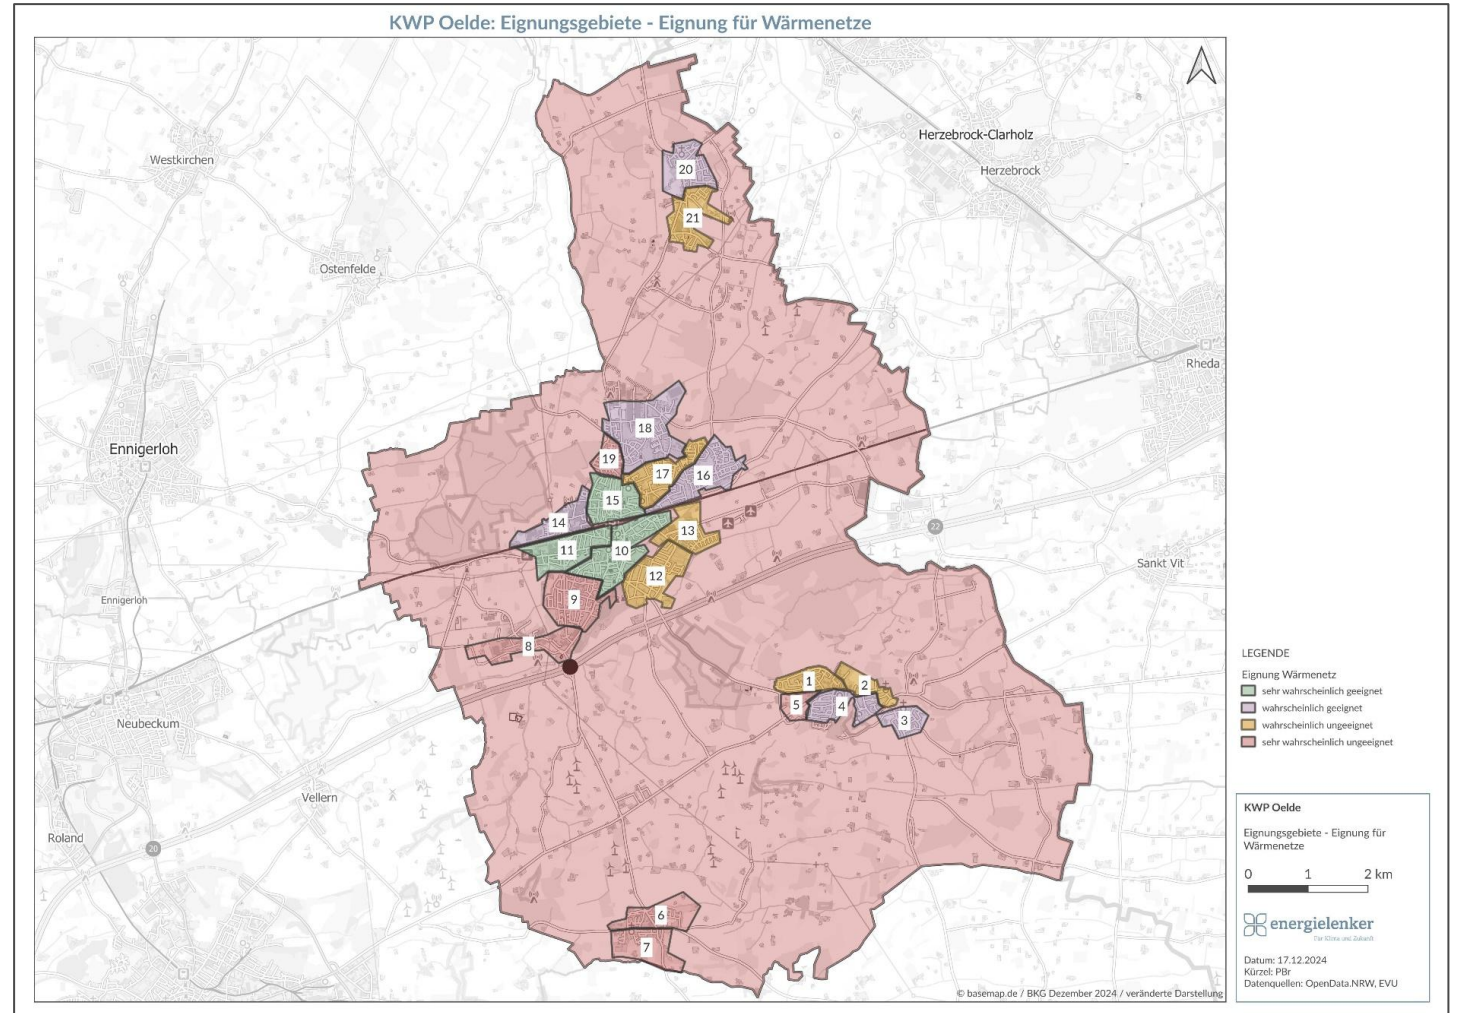 KWP Oelde: Eignungsgebiete - Eignung für Wärmenetze
Herzebrock-Clarholz
Westkirchen
Herzebrock
20
21
Ostenfelde
Rheda
18
Ennigerloh
19
17
16
15
14
13
22
11
10
Sankt Vit
12
9
Ennigerloh
8
1
2
5
4
3
Neubeckum
Vellern
Roland
20
6
7
© basemap.de / BKG Dezember 2024 / veränderte Darstellung
LEGENDE
Eignung Wärmenetz
sehr wahrscheinlich geeignet
wahrscheinlich geeignet
wahrscheinlich ungeeignet
sehr wahrscheinlich ungeeignet
KWP Oelde
Eignungsgebiete - Eignung für
Wärmenetze
0 1 2 km
energielenker
Für Klima und Zukunft
Datum: 17.12.2024
Kürzel: PBr
Datenquellen: OpenData.NRW, EVU